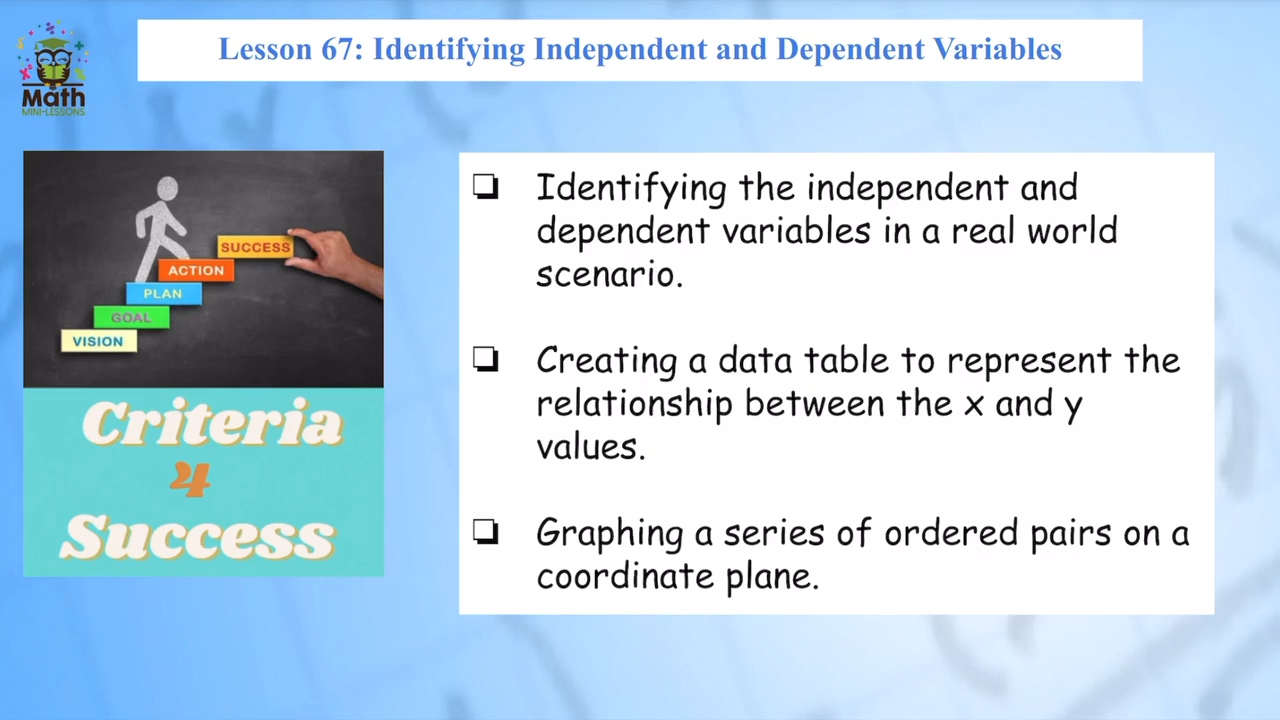 Lesson 67: Identifying Independent and Dependent Variables
Math
MINI-LESSONS
SUCCESS
ACTION
PLAN
GOAL
VISION
Criteria
4
Success
❏ Identifying the independent and
dependent variables in a real world
scenario.
❏ Creating a data table to represent the
relationship between the x and y
values.
❏ Graphing a series of ordered pairs on a
coordinate plane.